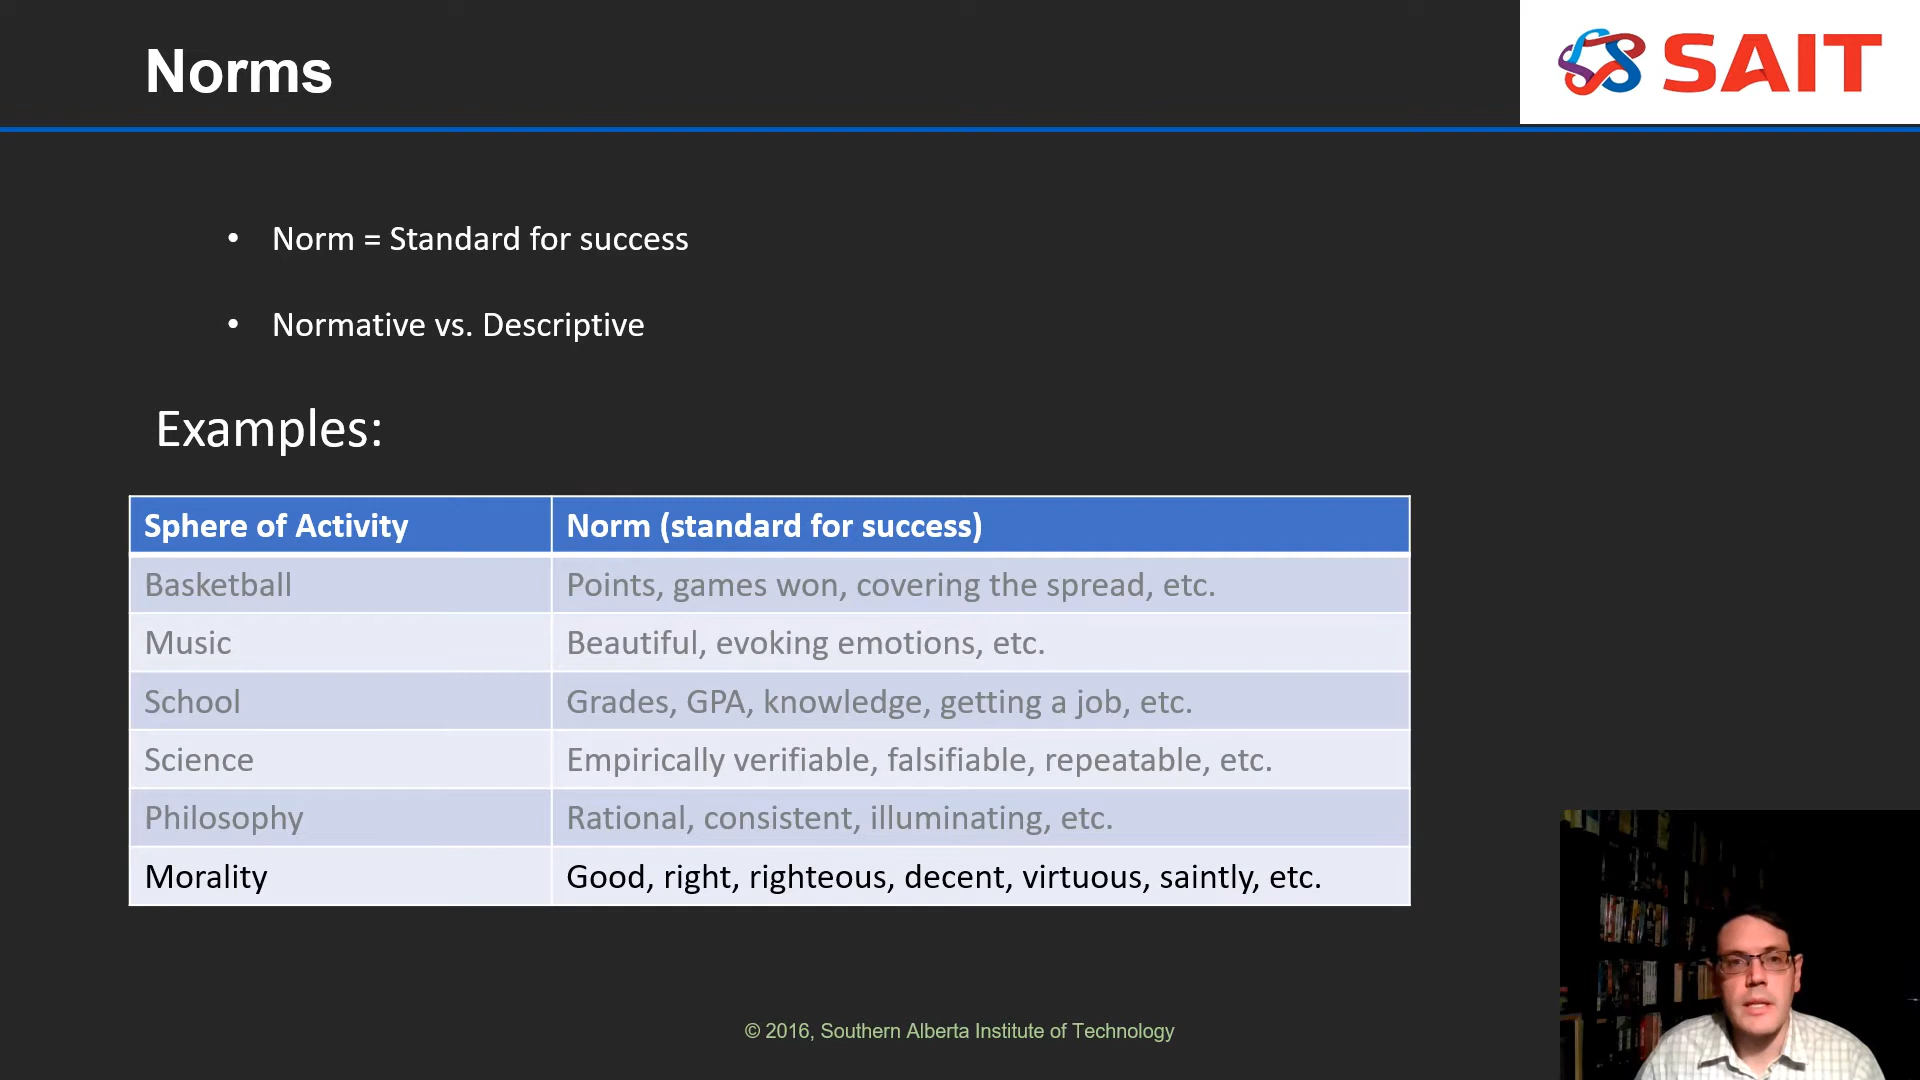 Norms
SAIT
• Norm = Standard for success
• Normative vs. Descriptive
Examples:
Sphere of Activity Norm (standard for success)
Basketball Points, games won, covering the spread, etc.
Music Beautiful, evoking emotions, etc.
School Grades, GPA, knowledge, getting a job, etc.
Science Empirically verifiable, falsifiable, repeatable, etc.
Philosophy Rational, consistent, illuminating, etc.
Morality Good, right, righteous, decent, virtuous, saintly, etc.
© 2016, Southern Alberta Institute of Technology